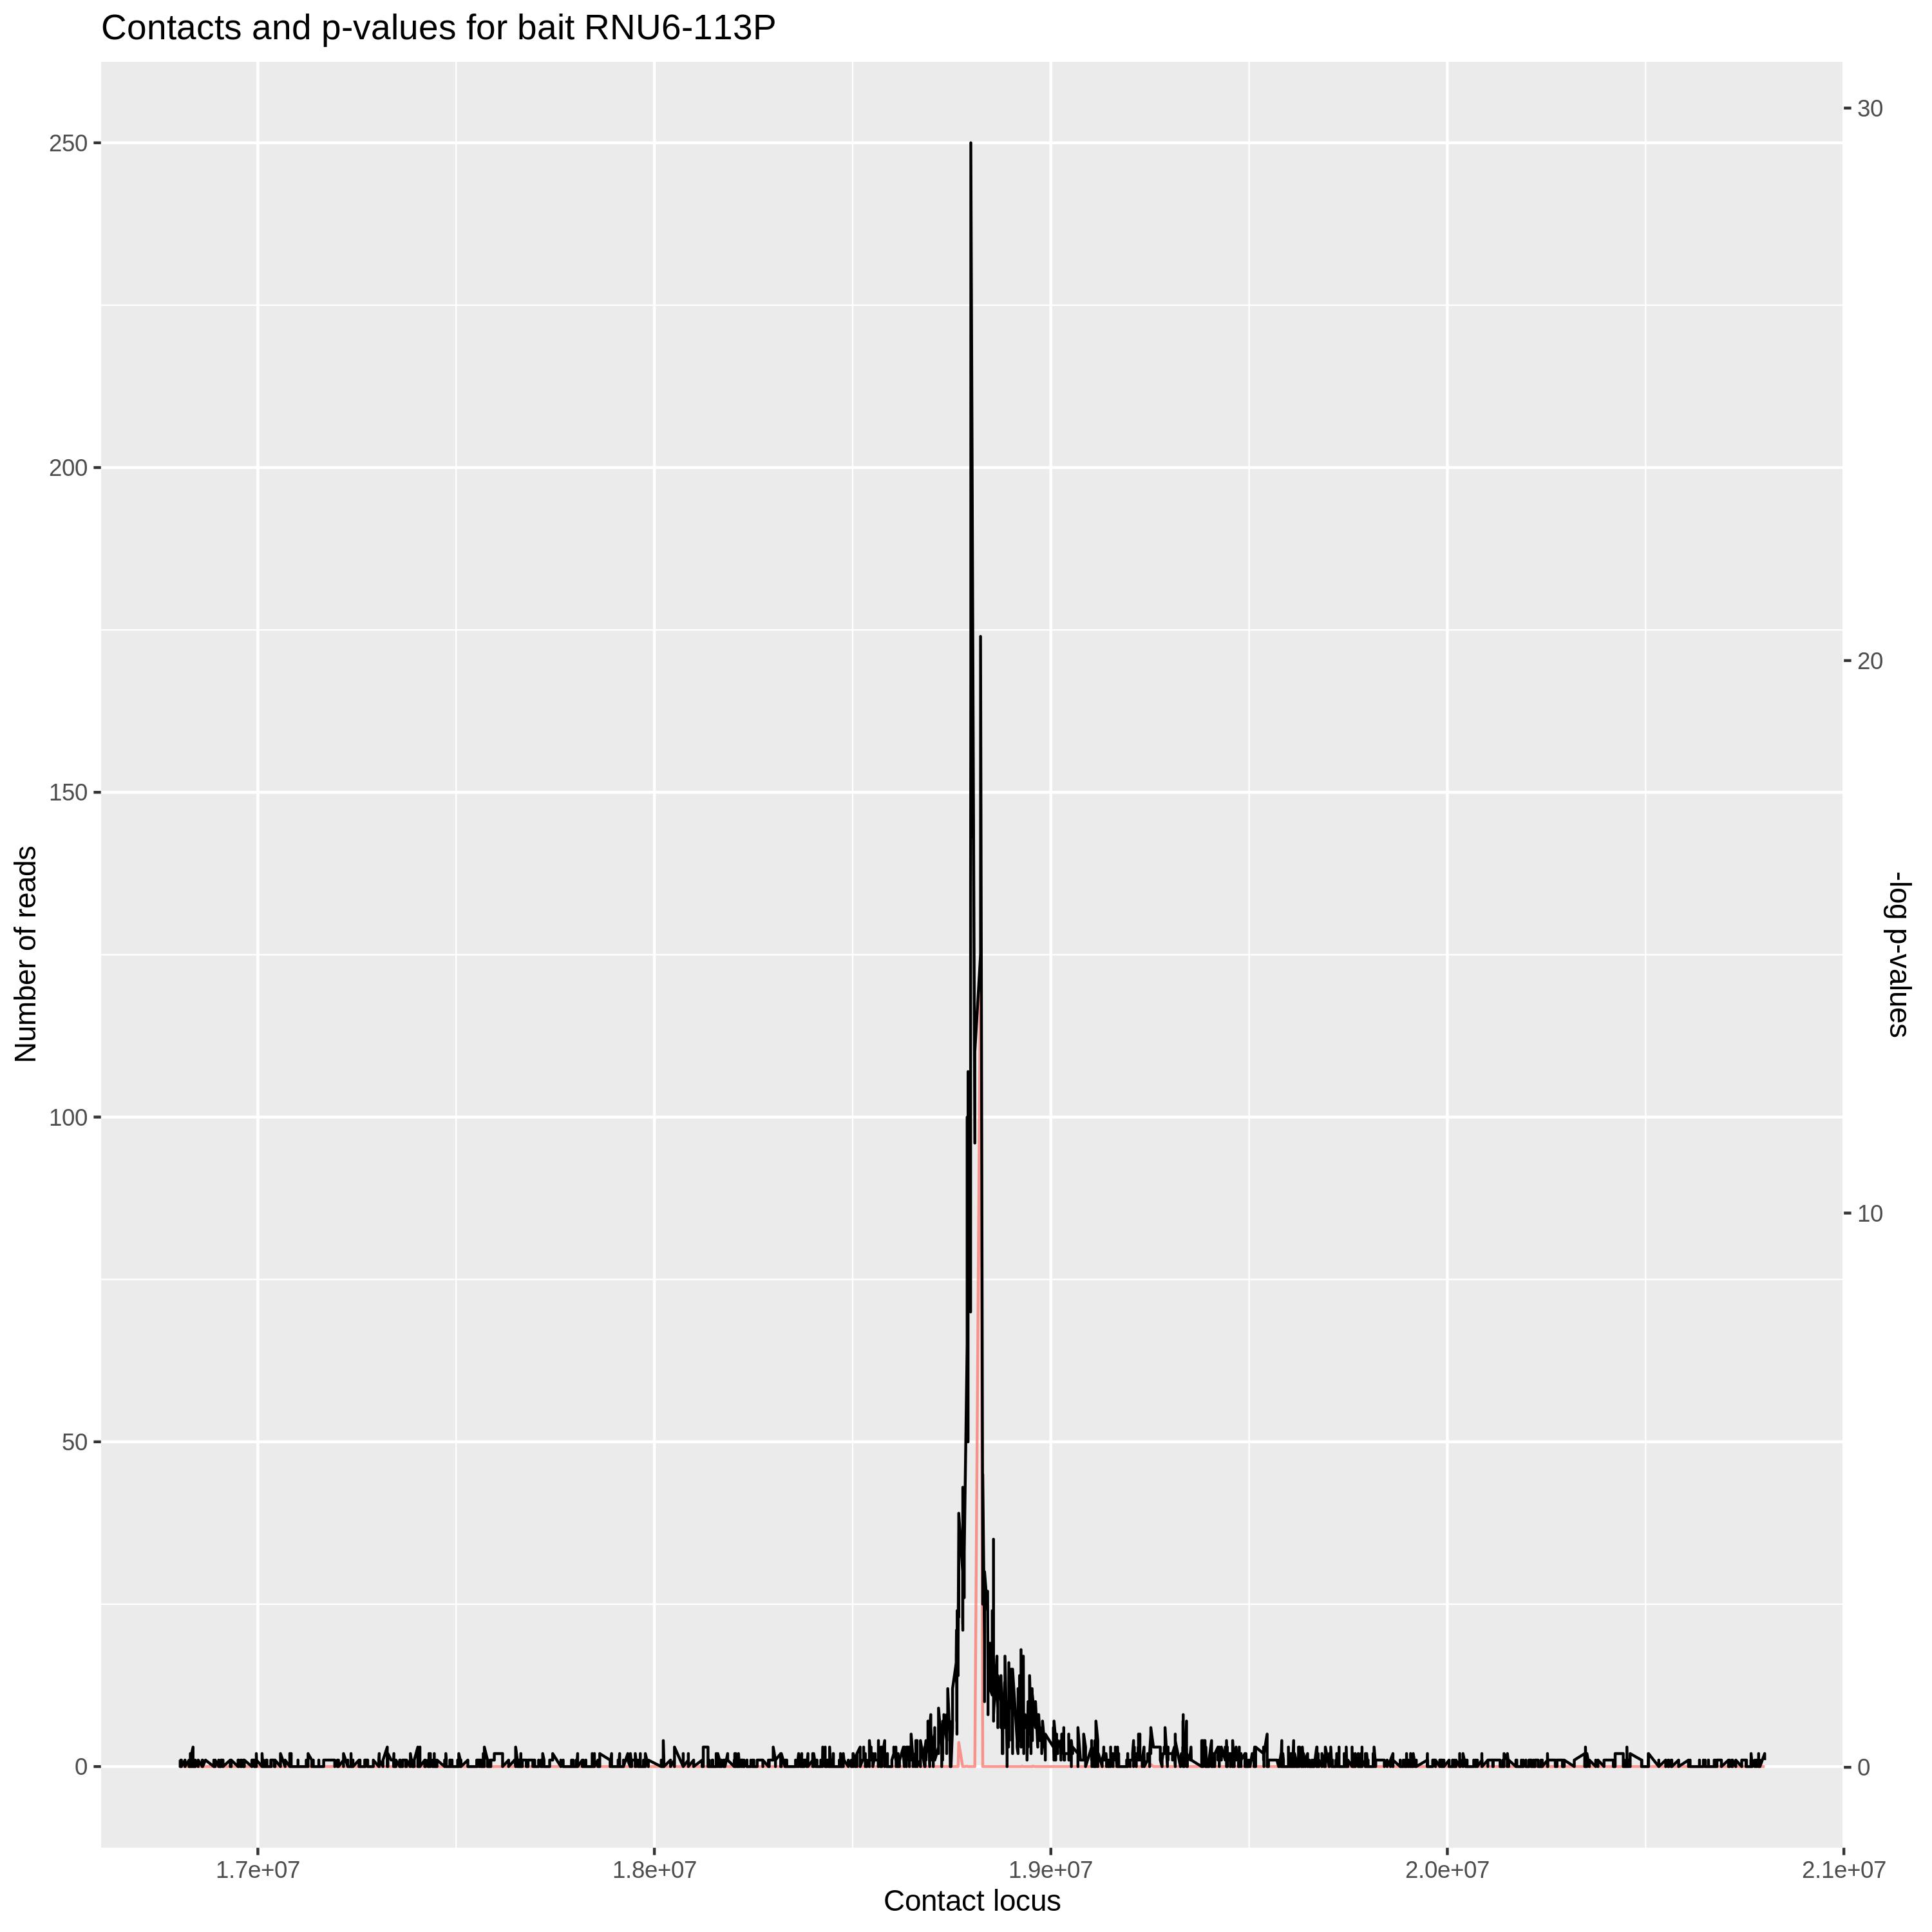 Contacts and p-values for bait RNU6-113P
250
200
150
100
50
0
Number of reads
30
20
10
0
-log p-values
1.7e+07
1.8e+07
1.9e+07
2.0e+07
2.1e+07
Contact locus